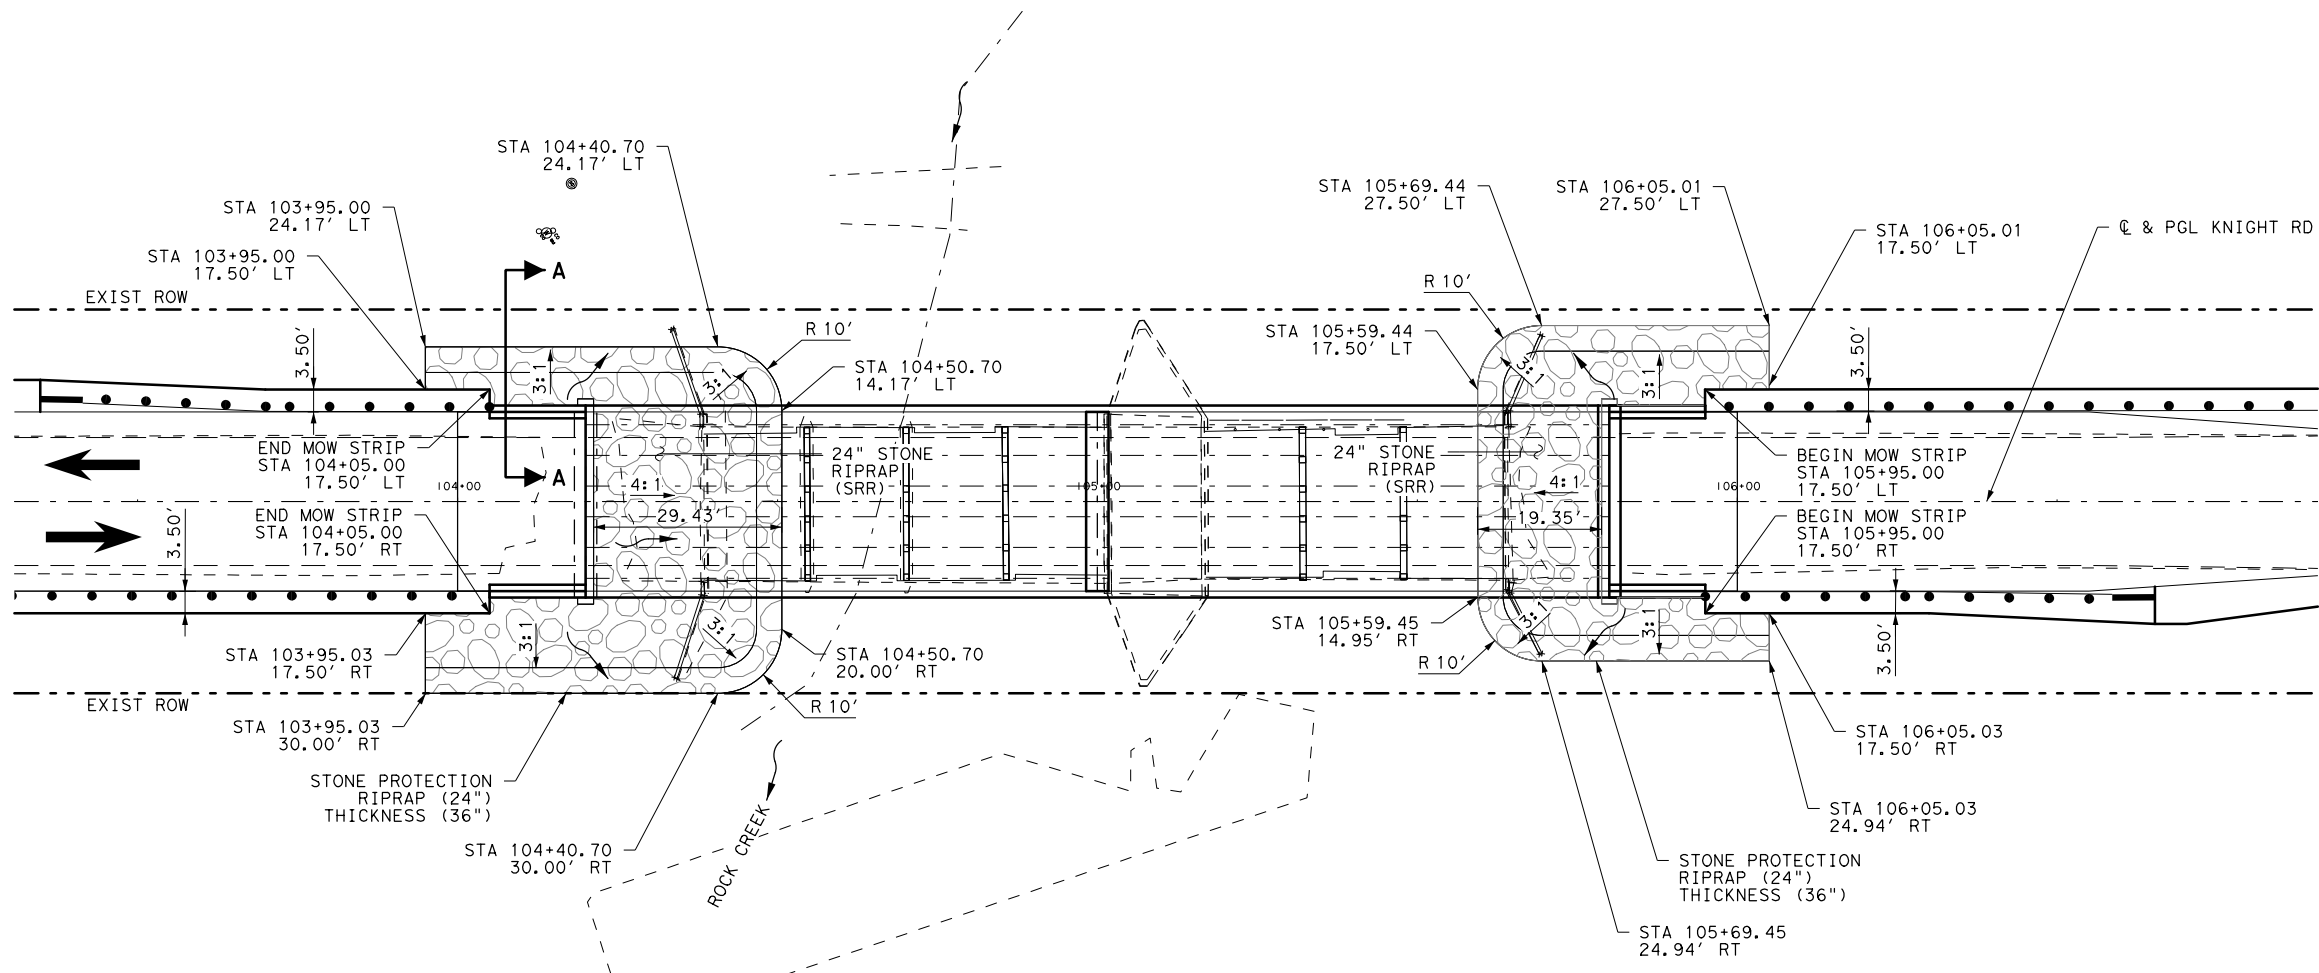 STA 104+40.70
24.17' LT
STA 103+95.00
24.17' LT
STA 103+95.00
17.50' LT
A
EXIST ROW
3.50'
3:1
3:1
R 10'
STA 104+50.70
14.17' LT
END MOW STRIP
STA 104+05.00
17.50' LT
104+00
A
4:1
24" STONE
RIPRAP
(SRR)
29.43'
END MOW STRIP
STA 104+05.00
17.50' RT
3.50'
3:1
3:1
STA 103+95.03
17.50' RT
STA 104+50.70
20.00' RT
R 10'
EXIST ROW
STA 103+95.03
30.00' RT
STONE PROTECTION
RIPRAP (24")
THICKNESS (36")
STA 104+40.70
30.00' RT
ROCK CREEK
105+00
STA 105+69.44
27.50' LT
STA 106+05.01
27.50' LT
STA 106+05.01
17.50' LT
℄ & PGL KNIGHT RD
R 10'
STA 105+59.44
17.50' LT
3:1
3:1
3.50'
24" STONE
RIPRAP
(SRR)
4:1
19.35'
106+00
BEGIN MOW STRIP
STA 105+95.00
17.50' LT
BEGIN MOW STRIP
STA 105+95.00
17.50' RT
STA 105+59.45
14.95' RT
3:1
3:1
R 10'
3.50'
STA 106+05.03
17.50' RT
STA 106+05.03
24.94' RT
STONE PROTECTION
RIPRAP (24")
THICKNESS (36")
STA 105+69.45
24.94' RT